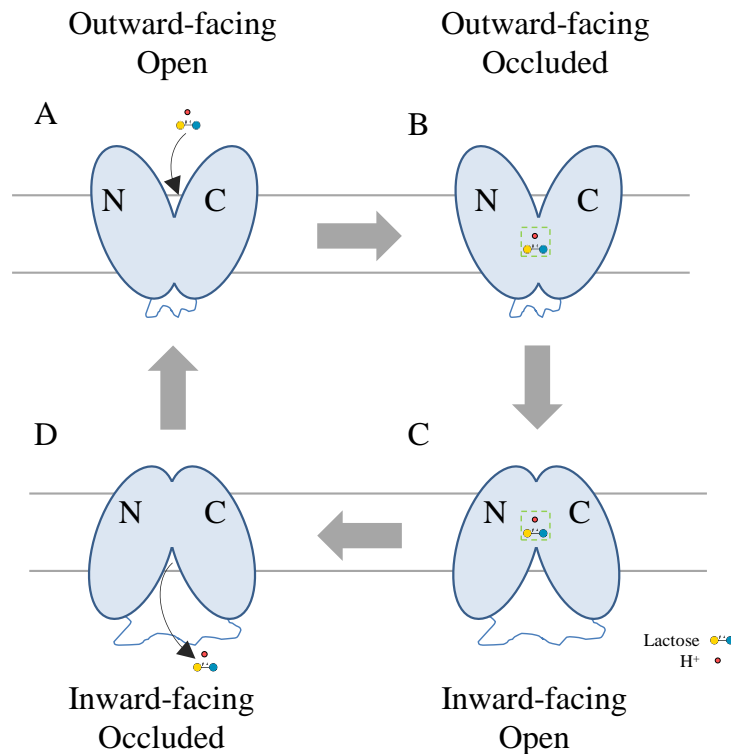 Outward-facing
Open
Outward-facing
Occluded
A
B
N
C
N
C
D
C
N
C
N
C
Lactose
H⁺
Inward-facing
Occluded
Inward-facing
Open